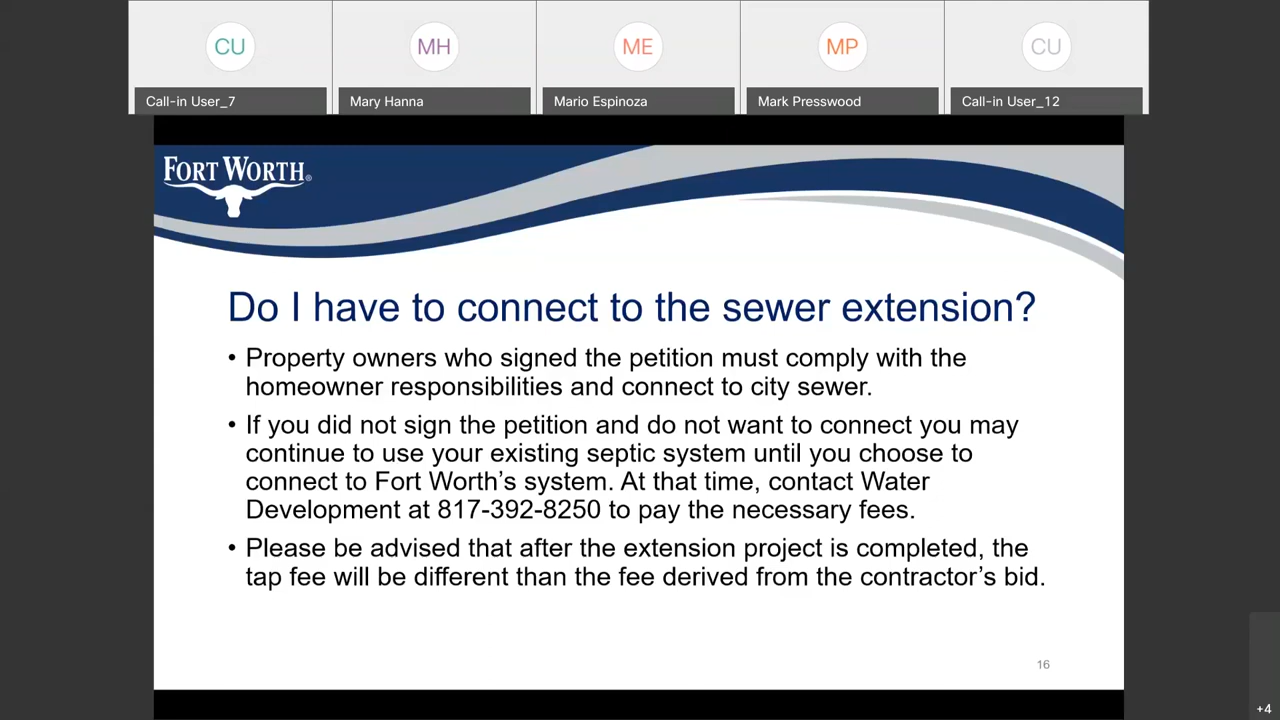 CU
MH
ME
MP
CU
Call-in User_7
Mary Hanna
Mario Espinoza
Mark Presswood
Call-in User_12
FORT WORTH®
Do I have to connect to the sewer extension?
• Property owners who signed the petition must comply with the
homeowner responsibilities and connect to city sewer.
• If you did not sign the petition and do not want to connect you may
continue to use your existing septic system until you choose to
connect to Fort Worth’s system. At that time, contact Water
Development at 817-392-8250 to pay the necessary fees.
• Please be advised that after the extension project is completed, the
tap fee will be different than the fee derived from the contractor’s bid.
16
+4